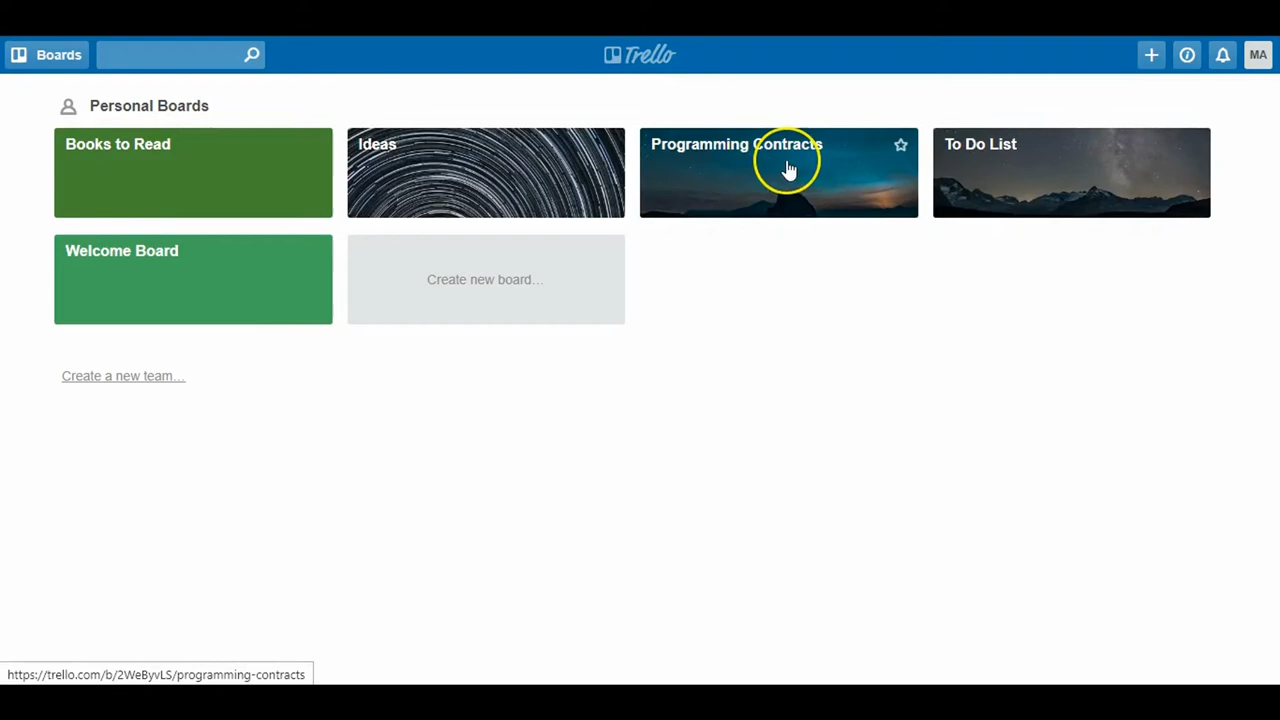 Boards
Trello
MA
Personal Boards
Books to Read
Ideas
Programming Contracts
To Do List
Welcome Board
Create new board…
Create a new team…
https://trello.com/b/2WeByvLS/programming-contracts